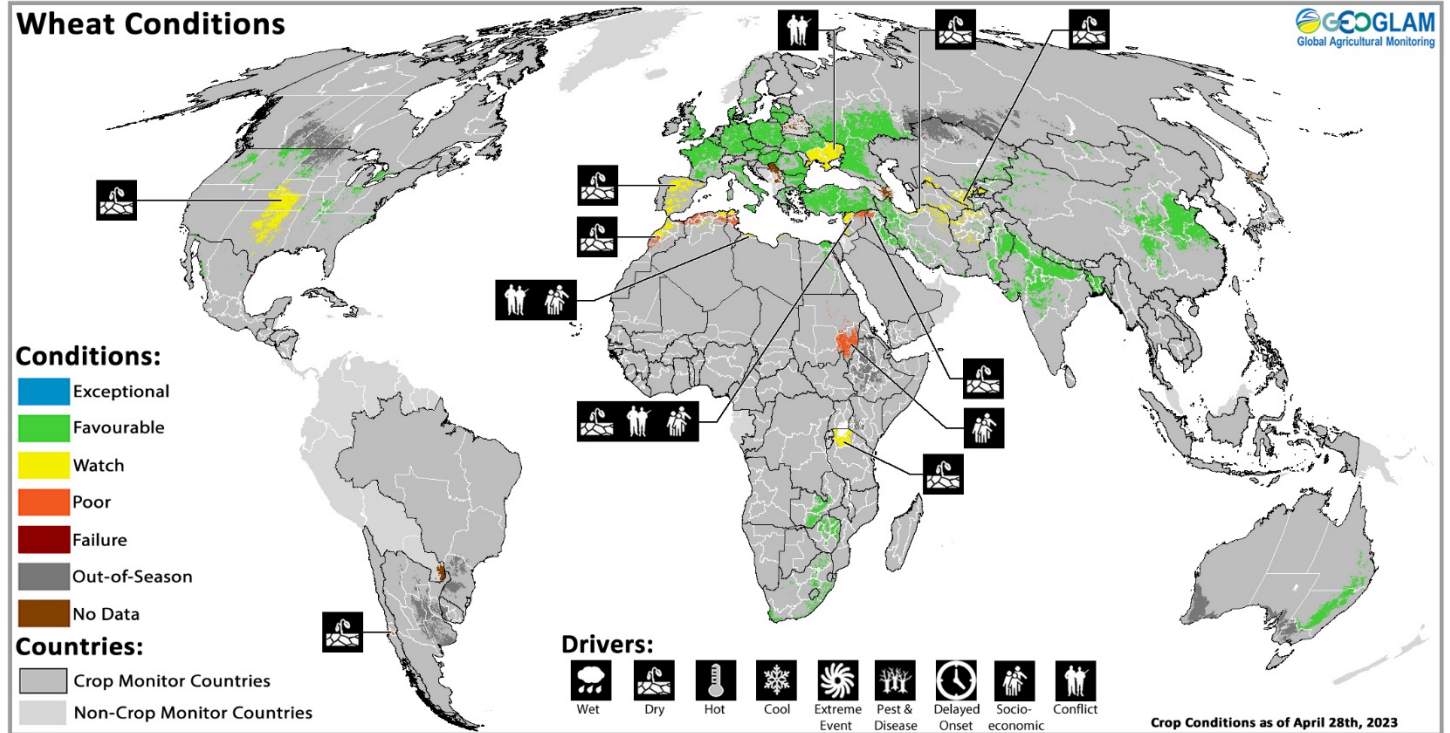 Wheat Conditions
GEOGLAM
Global Agricultural Monitoring
Conditions:
Exceptional
Favourable
Watch
Poor
Failure
Out-of-Season
No Data
Countries:
Crop Monitor Countries
Non-Crop Monitor Countries
Drivers:
Wet
Dry
Hot
Cool
Extreme
Event
Pest &
Disease
Delayed
Onset
Socio-
economic
Conflict
Crop Conditions as of April 28th, 2023